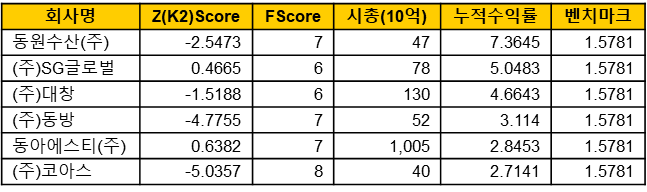 회사명 Z(K2)Score FScore 시총(10억) 누적수익률 벤치마크
동원수산(주) -2.5473 7 47 7.3645 1.5781
(주)SG글로벌 0.4665 6 78 5.0483 1.5781
(주)대창 -1.5188 6 130 4.6643 1.5781
(주)동방 -4.7755 7 52 3.114 1.5781
동아에스티(주) 0.6382 7 1,005 2.8453 1.5781
(주)코아스 -5.0357 8 40 2.7141 1.5781